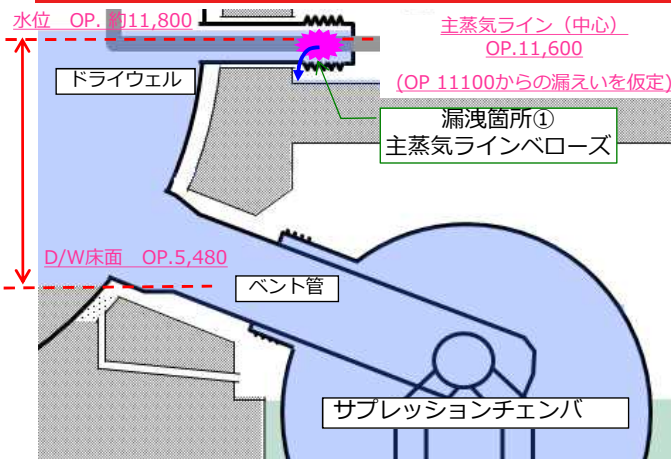 水位 OP. 約11,800
主蒸気ライン（中心）
OP.11,600
(OP 11100からの漏えいを仮定)
ドライウェル
漏洩箇所①
主蒸気ラインベローズ
D/W床面 OP.5,480
ベント管
サプレッションチェンバ